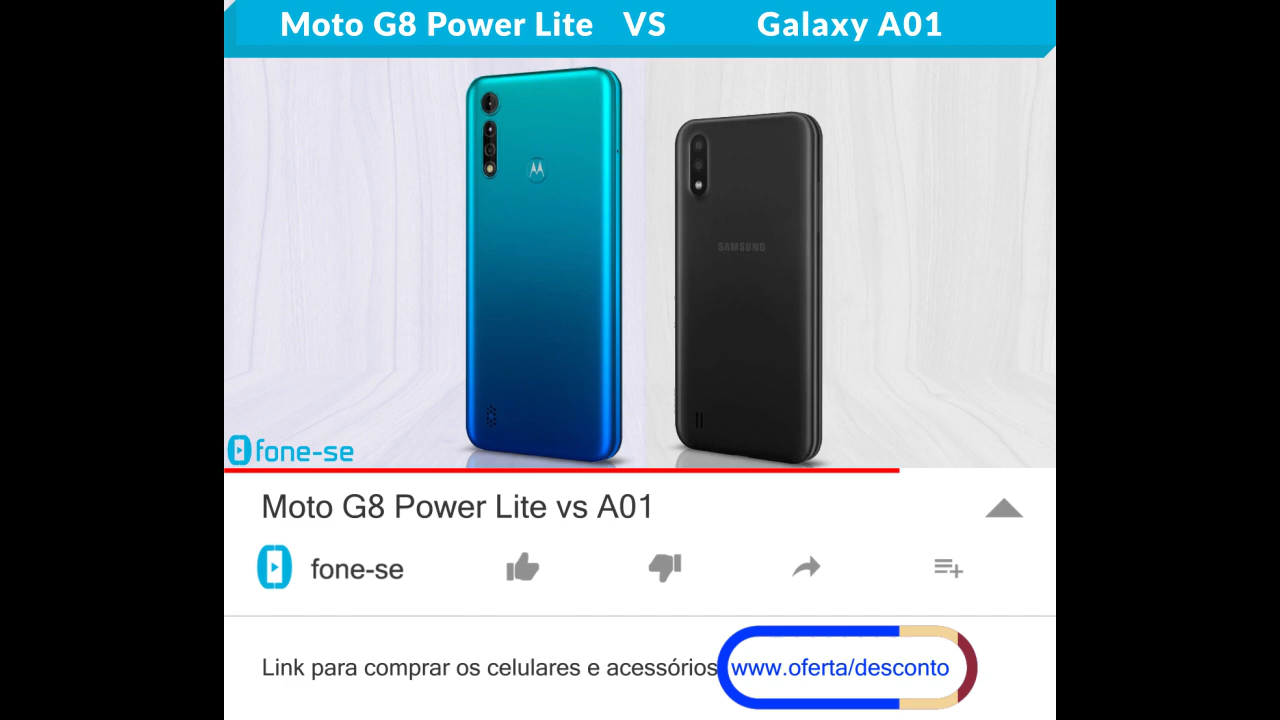 Moto G8 Power Lite VS Galaxy A01
SAMSUNG
fone-se
Moto G8 Power Lite vs A01
fone-se
Link para comprar os celulares e acessórios www.oferta/desconto